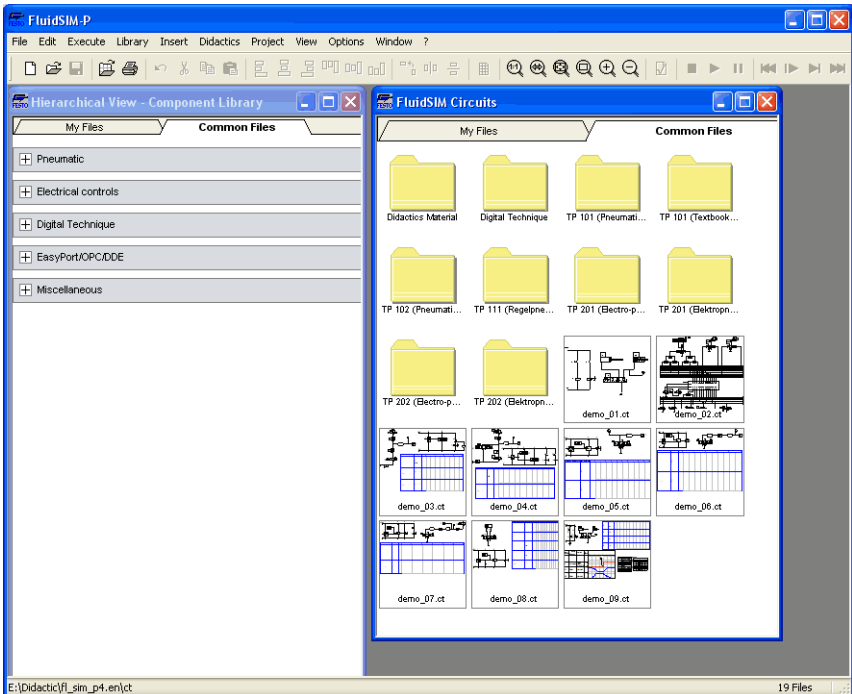 FluidSIM-P
File Edit Execute Library Insert Didactics Project View Options Window ?
Hierarchical View - Component Library
My Files Common Files
Pneumatic
Electrical controls
Digital Technique
EasyPort/OPC/DDE
Miscellaneous
FluidSIM Circuits
My Files Common Files
Didactics Material Digital Technique TP 101 (Pneumati... TP 101 (Textbook...
TP 102 (Pneumati... TP 111 (Regelpne... TP 201 (Electro-p... TP 201 (Elektropn...
TP 202 (Electro-p... TP 202 (Elektropn... demo_01.ct demo_02.ct
demo_03.ct demo_04.ct demo_05.ct demo_06.ct
demo_07.ct demo_08.ct demo_09.ct
E:\Didactic\fl_sim_p4.en\ct 19 Files